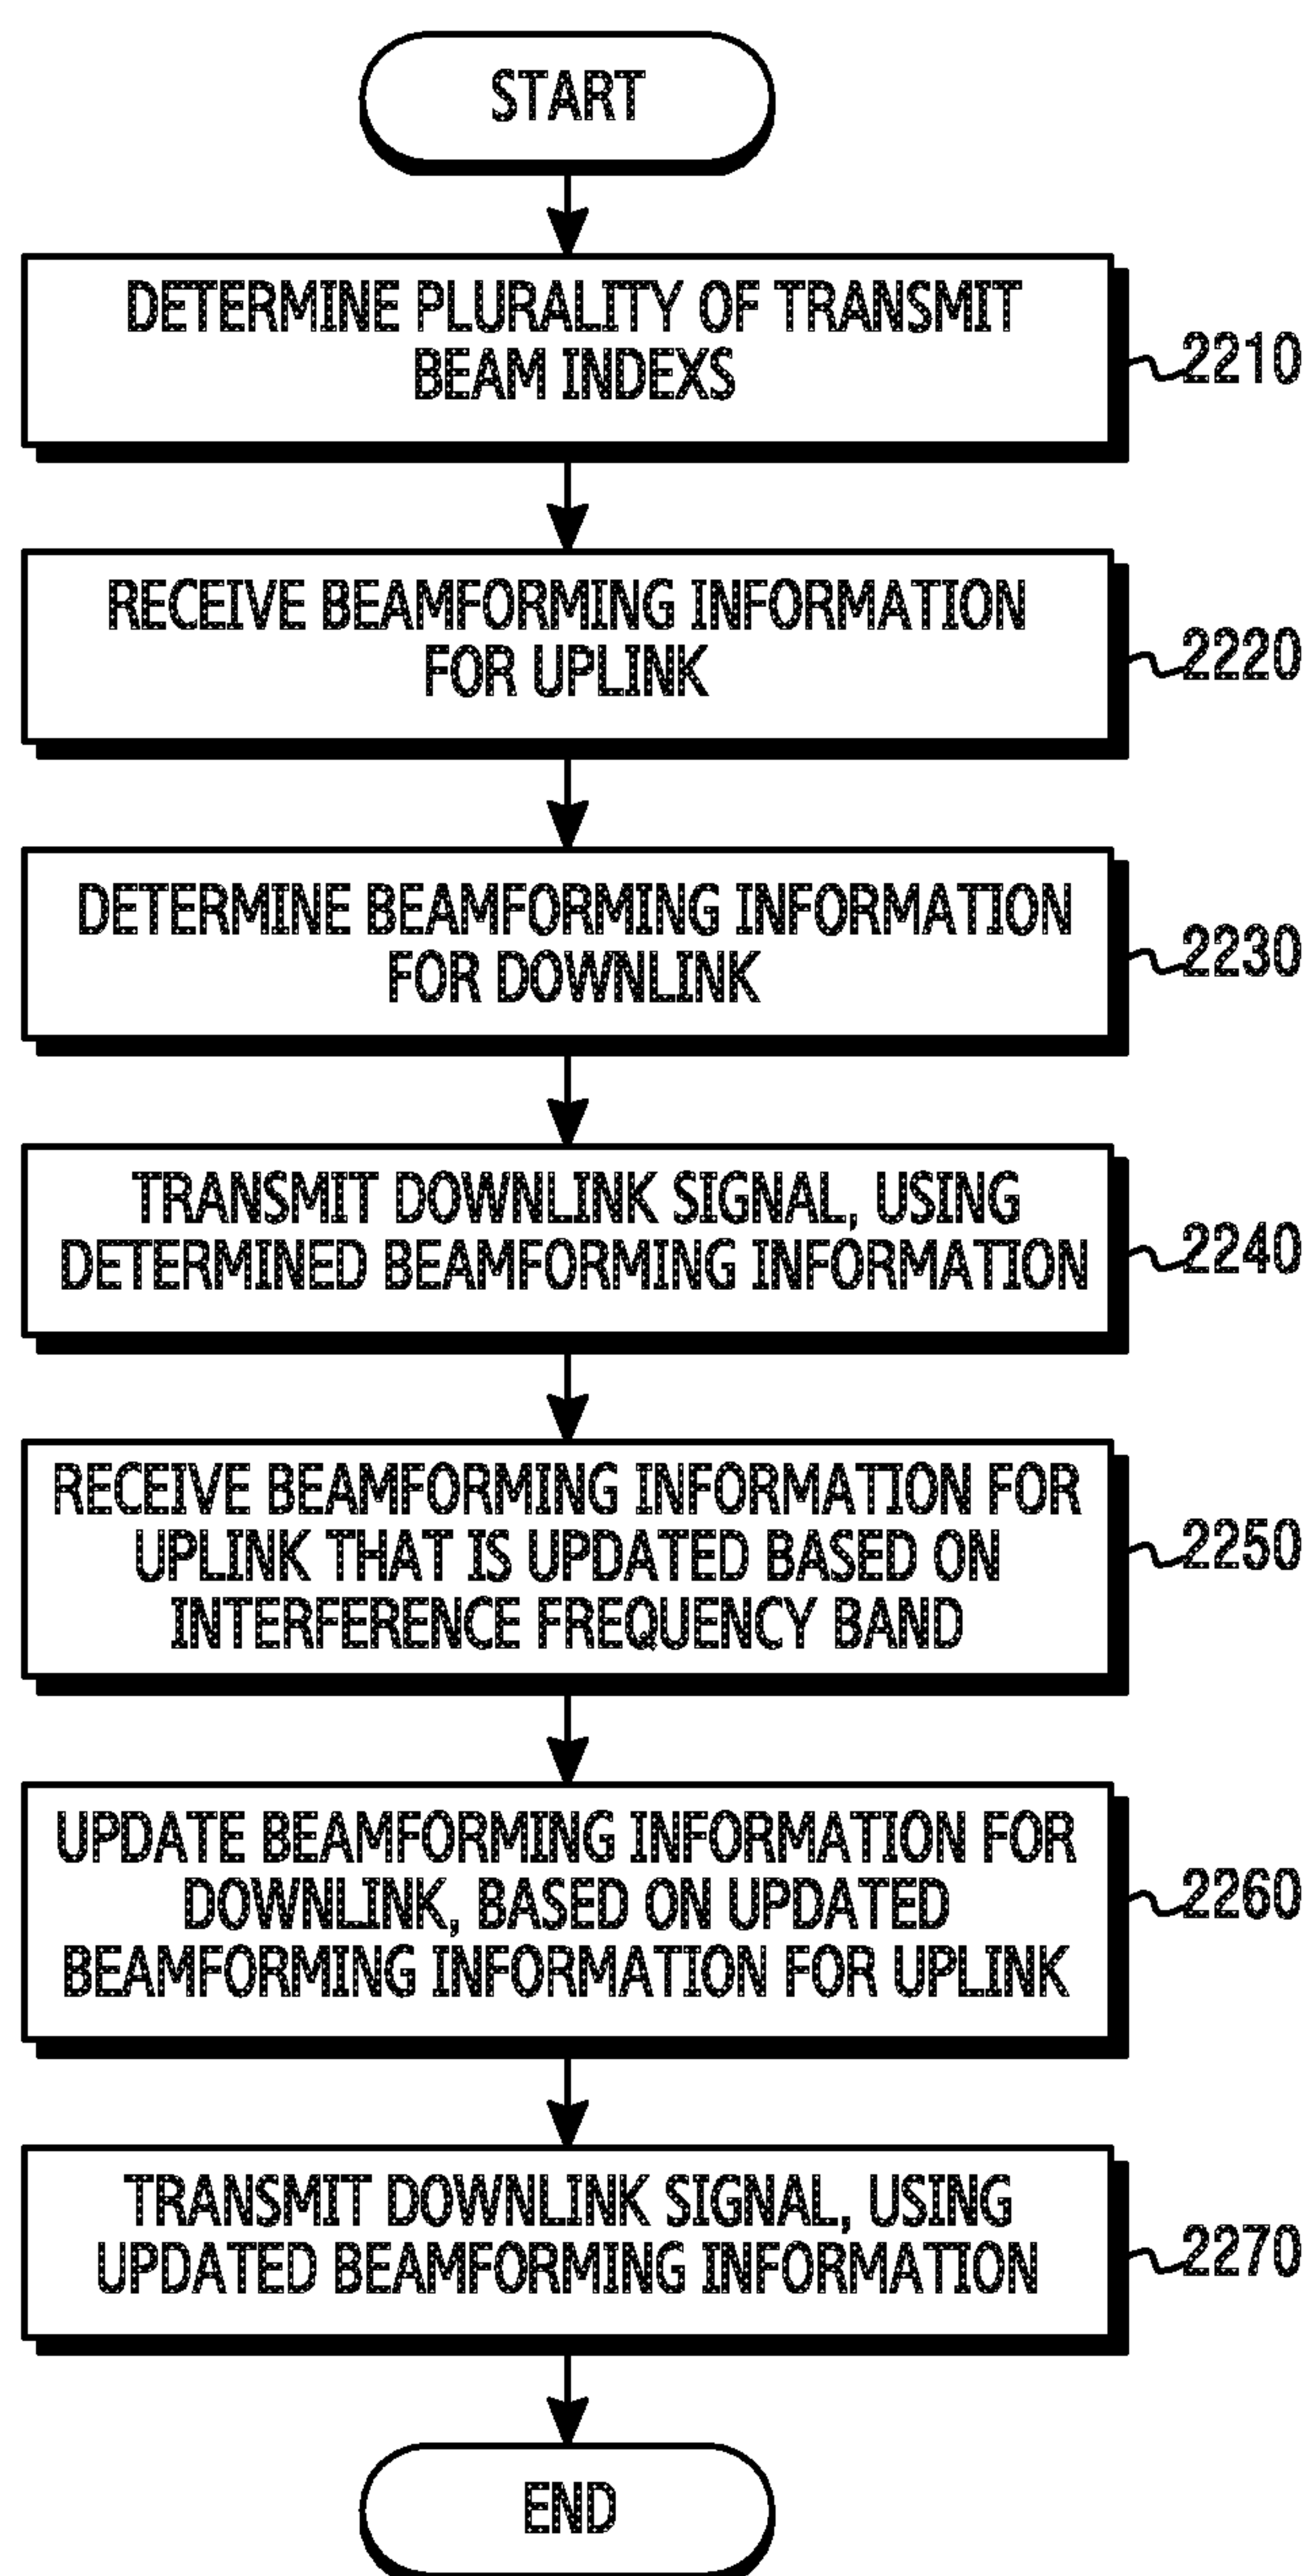 START
DETERMINE PLURALITY OF TRANSMIT
BEAM INDEXS
2210
RECEIVE BEAMFORMING INFORMATION
FOR UPLINK
2220
DETERMINE BEAMFORMING INFORMATION
FOR DOWNLINK
2230
TRANSMIT DOWNLINK SIGNAL, USING
DETERMINED BEAMFORMING INFORMATION
2240
RECEIVE BEAMFORMING INFORMATION FOR
UPLINK THAT IS UPDATED BASED ON
INTERFERENCE FREQUENCY BAND
2250
UPDATE BEAMFORMING INFORMATION FOR
DOWNLINK, BASED ON UPDATED
BEAMFORMING INFORMATION FOR UPLINK
2260
TRANSMIT DOWNLINK SIGNAL, USING
UPDATED BEAMFORMING INFORMATION
2270
END